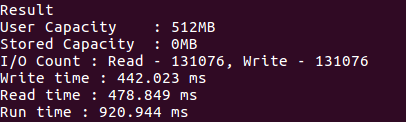 Result
User Capacity    : 512MB
Stored Capacity  : 0MB
I/O Count : Read - 131076, Write - 131076
Write time : 442.023 ms
Read time : 478.849 ms
Run time : 920.944 ms